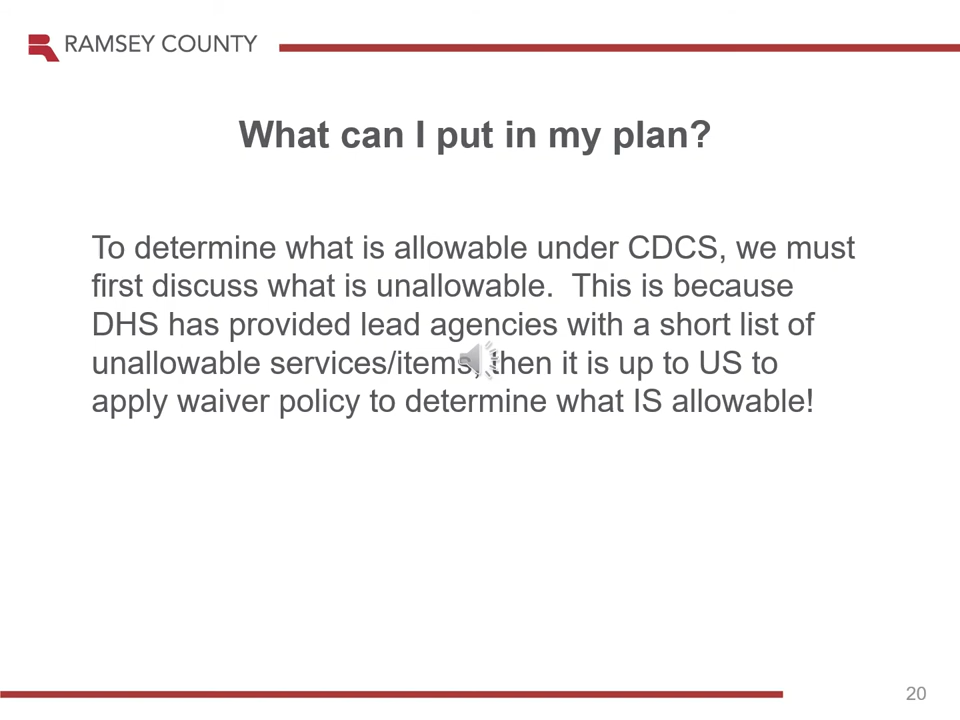 RAMSEY COUNTY
What can I put in my plan?
To determine what is allowable under CDCS, we must
first discuss what is unallowable.  This is because
DHS has provided lead agencies with a short list of
unallowable services/items, then it is up to US to
apply waiver policy to determine what IS allowable!
20